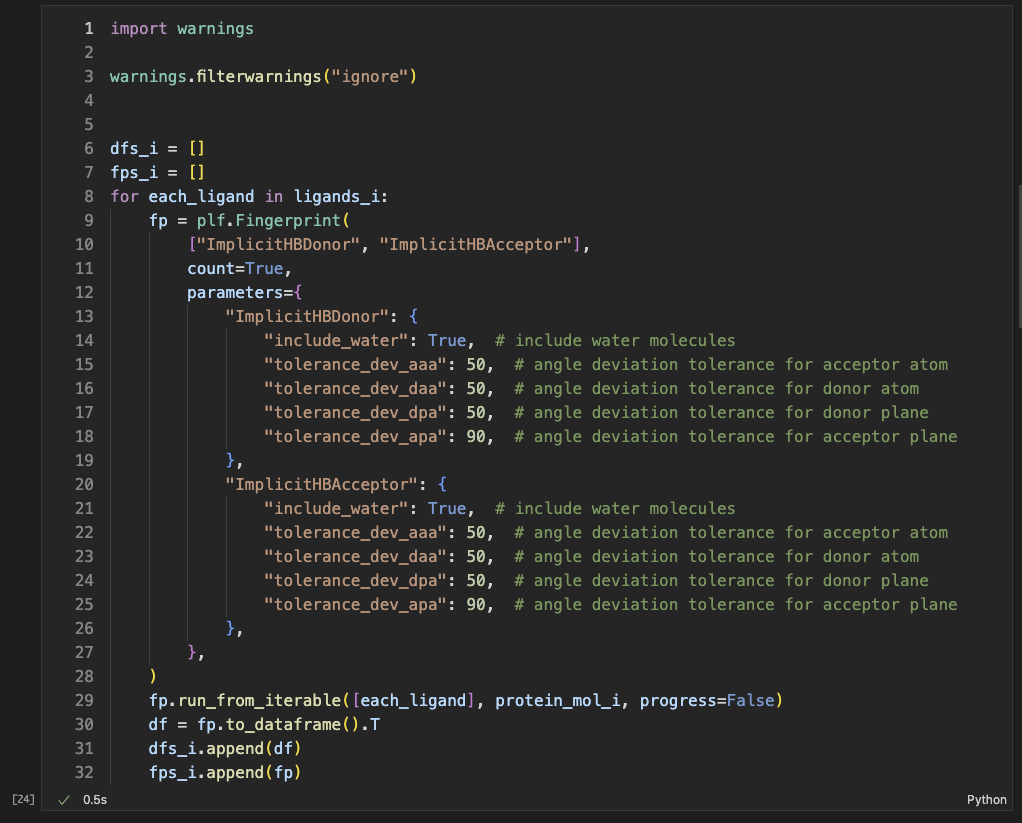 1 import warnings
2
3 warnings.filterwarnings("ignore")
4
5
6 dfs_i = []
7 fps_i = []
8 for each_ligand in ligands_i:
9     fp = plf.Fingerprint(
10         ["ImplicitHBDonor", "ImplicitHBAcceptor"],
11         count=True,
12         parameters={
13             "ImplicitHBDonor": {
14                 "include_water": True,  # include water molecules
15                 "tolerance_dev_aaa": 50,  # angle deviation tolerance for acceptor atom
16                 "tolerance_dev_daa": 50,  # angle deviation tolerance for donor atom
17                 "tolerance_dev_dpa": 50,  # angle deviation tolerance for donor plane
18                 "tolerance_dev_apa": 90,  # angle deviation tolerance for acceptor plane
19             },
20             "ImplicitHBAcceptor": {
21                 "include_water": True,  # include water molecules
22                 "tolerance_dev_aaa": 50,  # angle deviation tolerance for acceptor atom
23                 "tolerance_dev_daa": 50,  # angle deviation tolerance for donor atom
24                 "tolerance_dev_dpa": 50,  # angle deviation tolerance for donor plane
25                 "tolerance_dev_apa": 90,  # angle deviation tolerance for acceptor plane
26             },
27         },
28     )
29     fp.run_from_iterable([each_ligand], protein_mol_i, progress=False)
30     df = fp.to_dataframe().T
31     dfs_i.append(df)
32     fps_i.append(fp)
[24] ✓ 0.5s Python